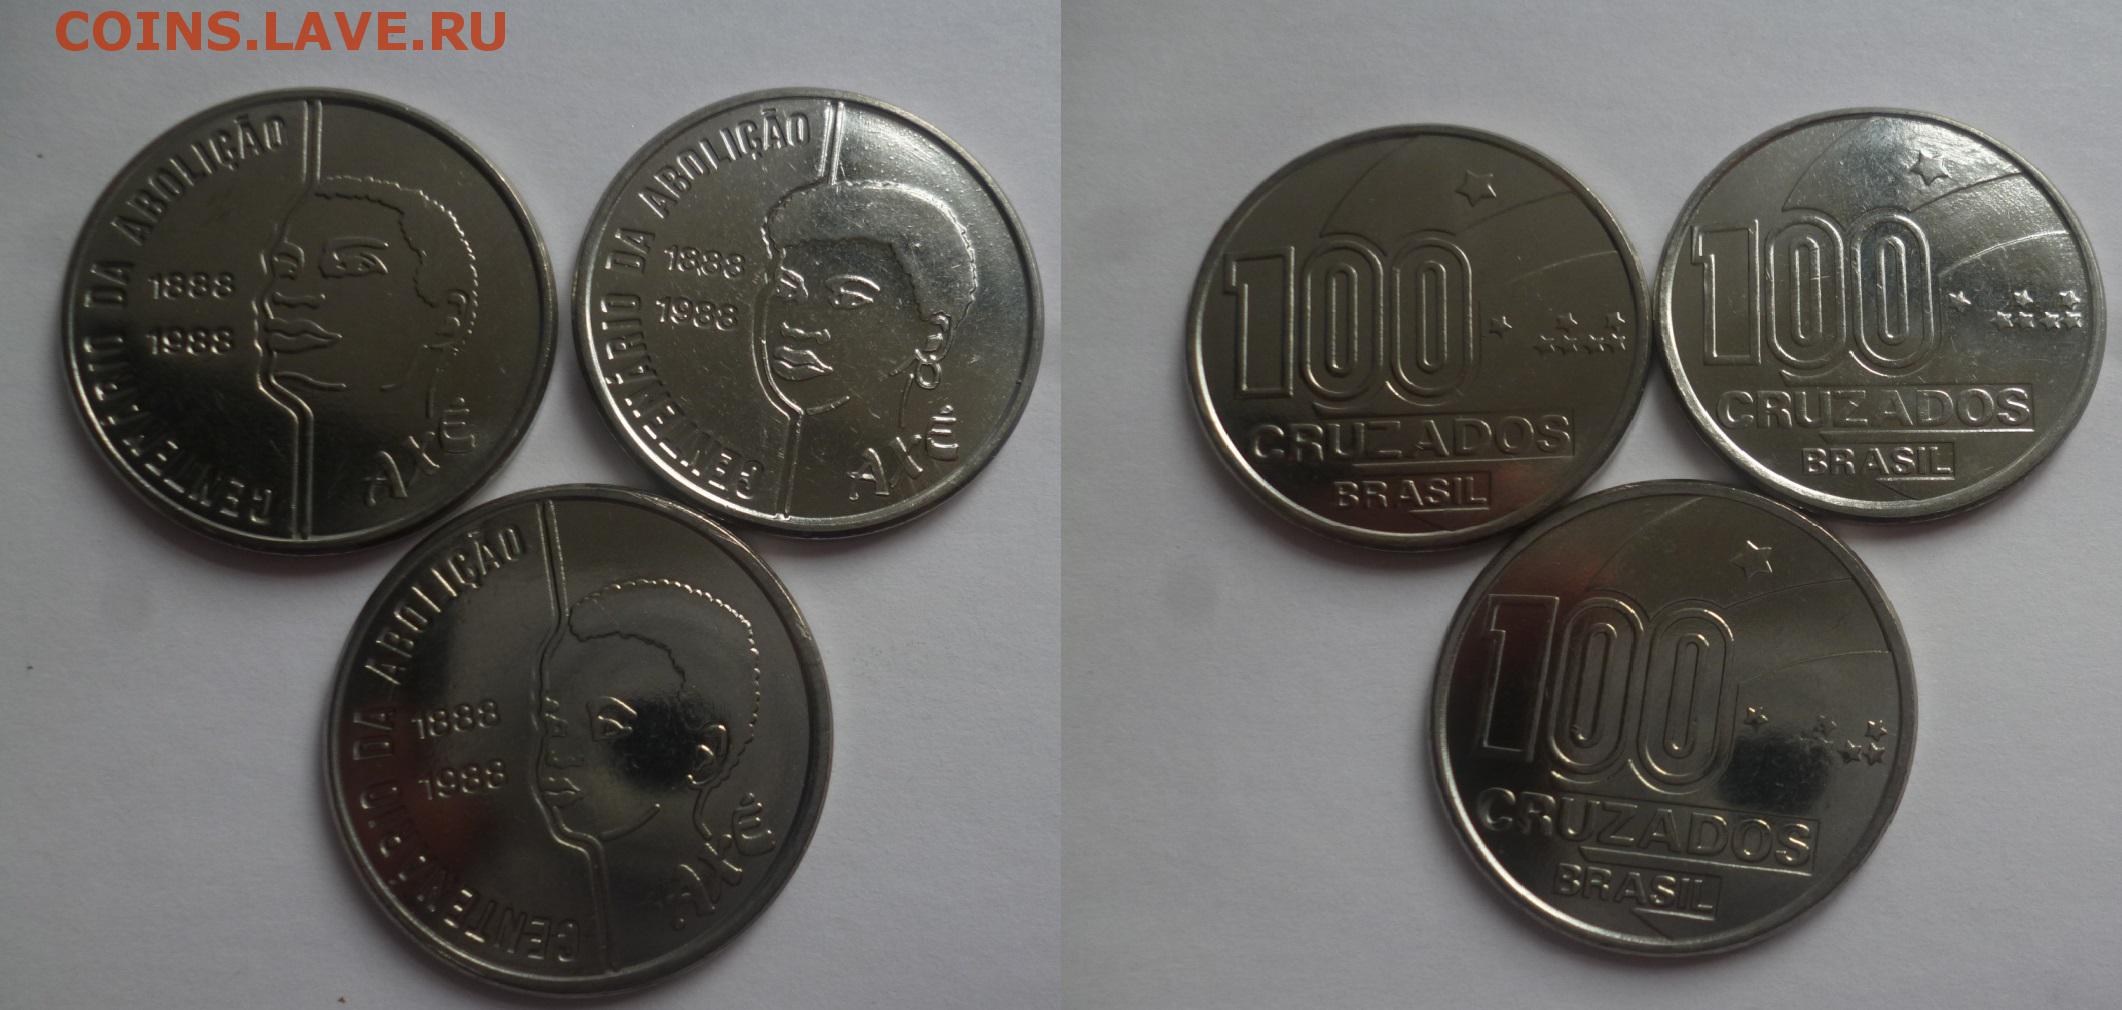 COINS.LAVE.RU
CENTENÁRIO DA ABOLIÇÃO
1888
1988
Axé
CENTENÁRIO DA ABOLIÇÃO
1888
1988
Axé
CENTENÁRIO DA ABOLIÇÃO
1888
1988
Axé
100
CRUZADOS
BRASIL
100
CRUZADOS
BRASIL
100
CRUZADOS
BRASIL